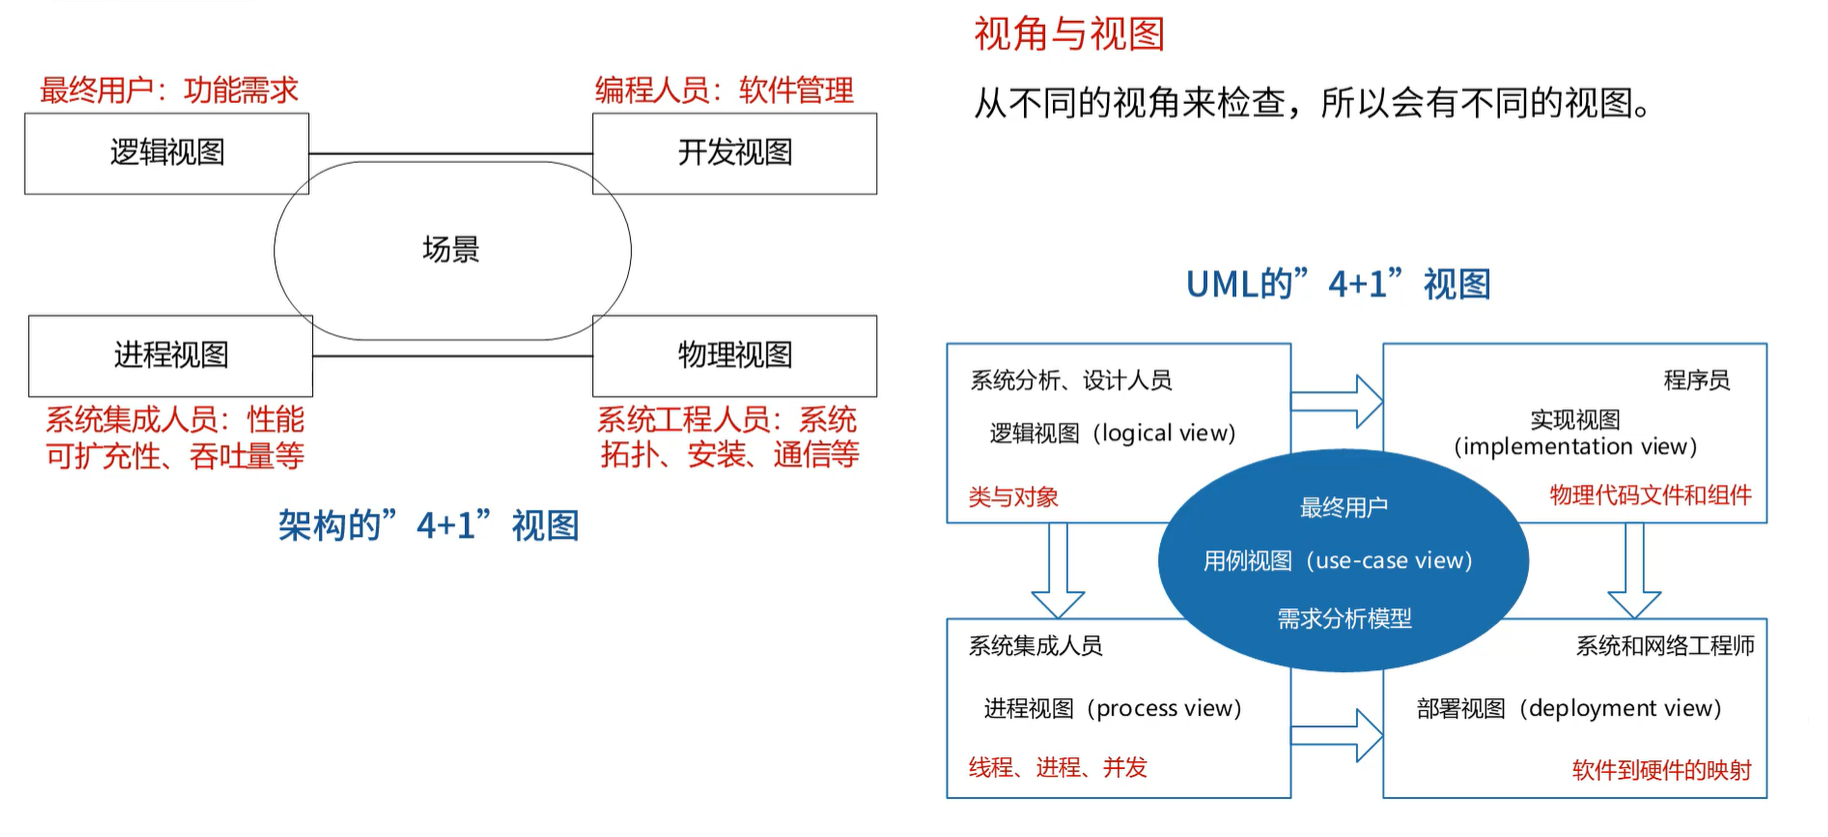 最终用户：功能需求
编程人员：软件管理
逻辑视图
开发视图
场景
进程视图
物理视图
系统集成人员：性能
可扩充性、吞吐量等
系统工程人员：系统
拓扑、安装、通信等
架构的”4+1”视图
视角与视图
从不同的视角来检查，所以会有不同的视图。
UML的”4+1”视图
系统分析、设计人员
逻辑视图（logical view）
类与对象
程序员
实现视图
（implementation view）
物理代码文件和组件
最终用户
用例视图（use-case view）
需求分析模型
系统集成人员
进程视图（process view）
线程、进程、并发
系统和网络工程师
部署视图（deployment view）
软件到硬件的映射